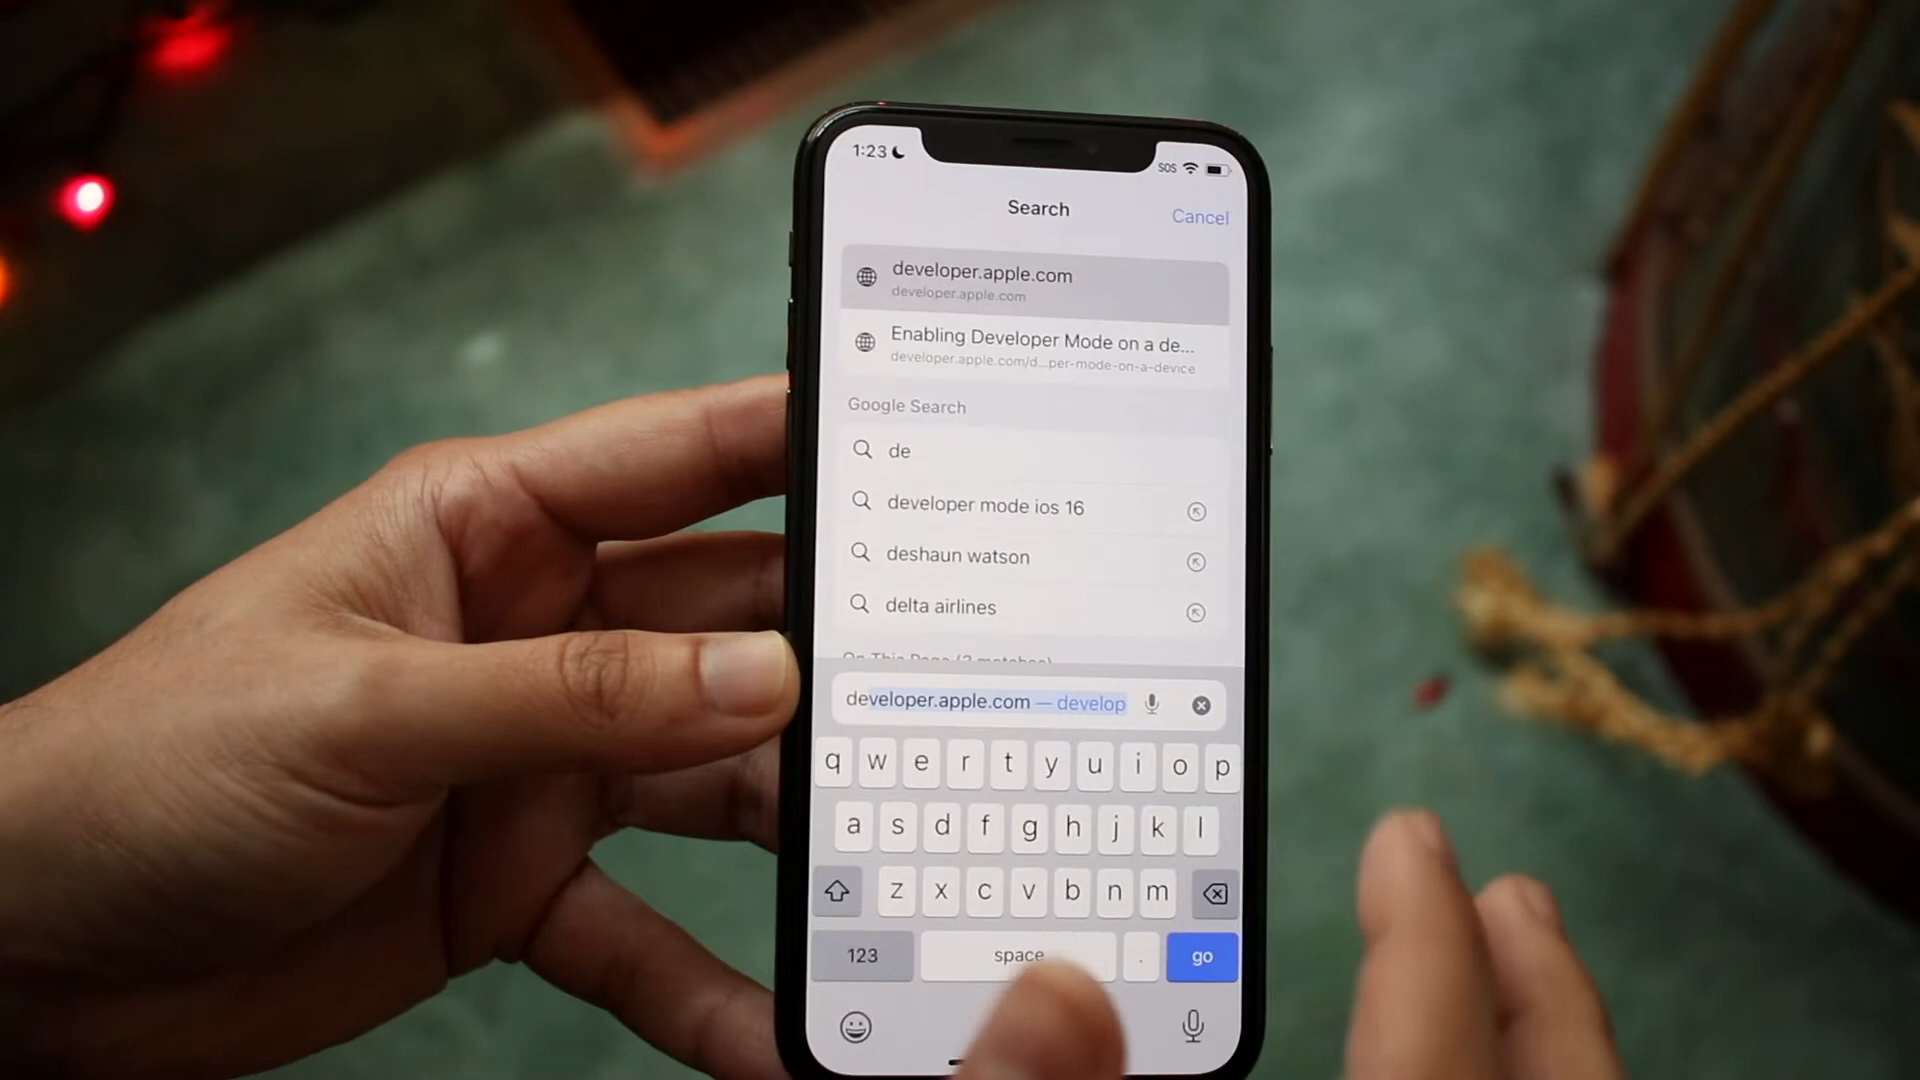 1:23
SOS
Search
Cancel
developer.apple.com
developer.apple.com
Enabling Developer Mode on a de...
developer.apple.com/d...per-mode-on-a-device
Google Search
de
developer mode ios 16
deshaun watson
delta airlines
On This Page (2 matches)
developer.apple.com — develop
q w e r t y u i o p
a s d f g h j k l
z x c v b n m
123
space
.
go